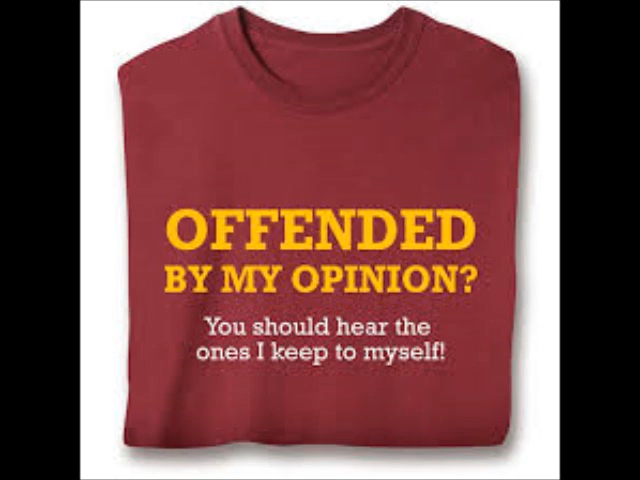 OFFENDED
BY MY OPINION?
You should hear the
ones I keep to myself!